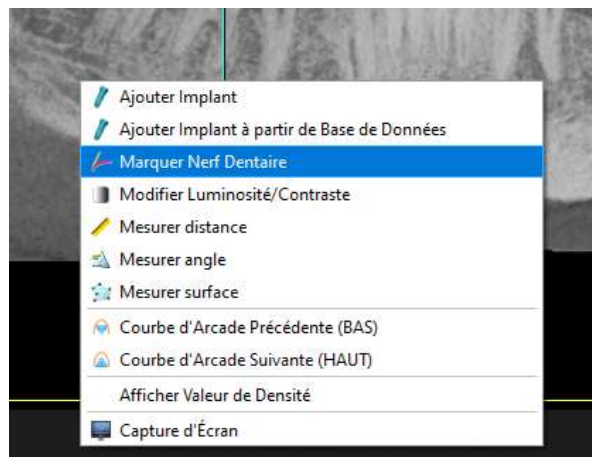 Ajouter Implant
Ajouter Implant à partir de Base de Données
Marquer Nerf Dentaire
Modifier Luminosité/Contraste
Mesurer distance
Mesurer angle
Mesurer surface
Courbe d'Arcade Précédente (BAS)
Courbe d'Arcade Suivante (HAUT)
Afficher Valeur de Densité
Capture d'Écran